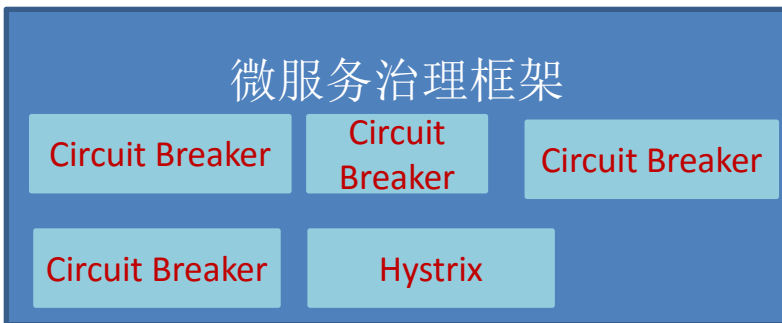 微服务治理框架
Circuit Breaker
Circuit
Breaker
Circuit Breaker
Circuit Breaker
Hystrix